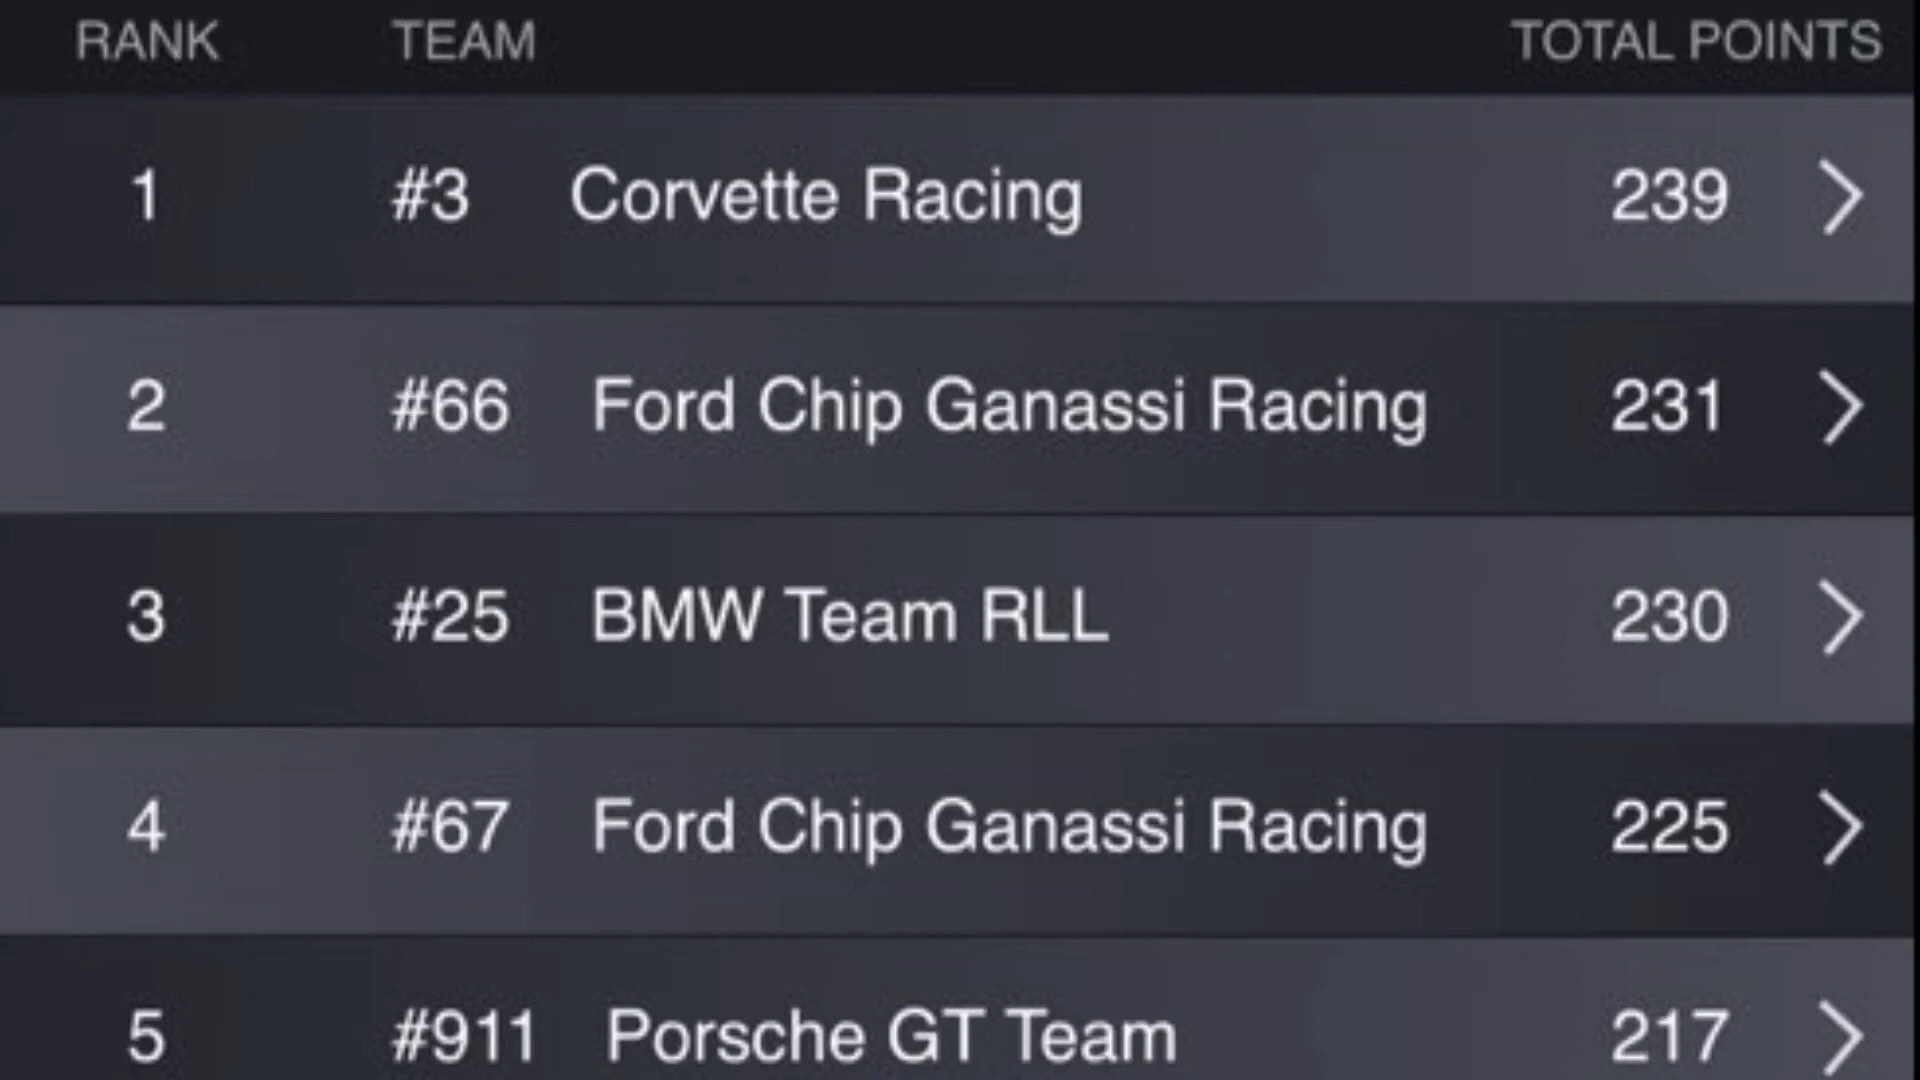 RANK TEAM TOTAL POINTS
1 #3 Corvette Racing 239
2 #66 Ford Chip Ganassi Racing 231
3 #25 BMW Team RLL 230
4 #67 Ford Chip Ganassi Racing 225
5 #911 Porsche GT Team 217